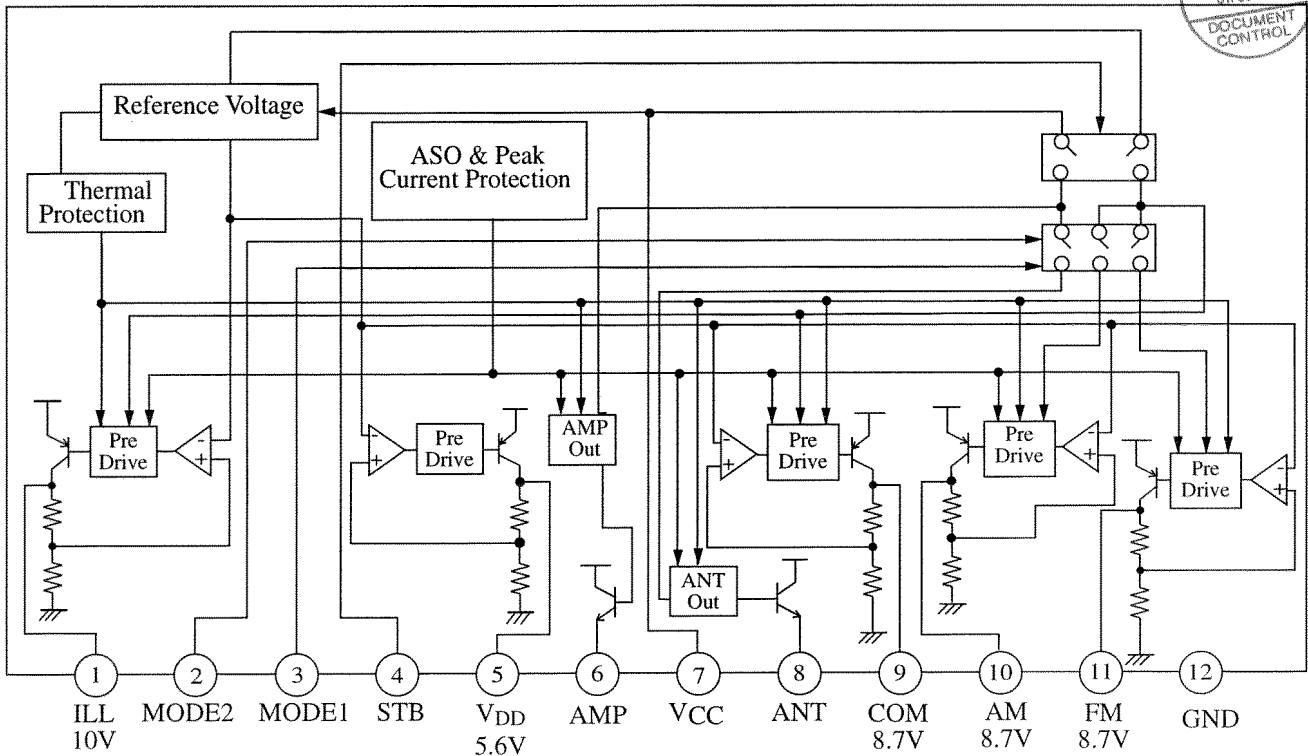 DOCUMENT
CONTROL
Reference Voltage
ASO & Peak
Current Protection
Thermal
Protection
Pre
Drive
-
+
-
+
Pre
Drive
AMP
Out
-
+
Pre
Drive
Pre
Drive
-
+
Pre
Drive
-
+
ANT
Out
1
2
3
4
5
6
7
8
9
10
11
12
ILL
10V
MODE2
MODE1
STB
VDD
5.6V
AMP
VCC
ANT
COM
8.7V
AM
8.7V
FM
8.7V
GND